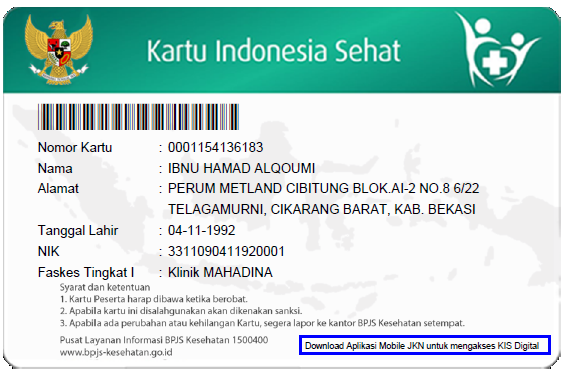 Kartu Indonesia Sehat
Nomor Kartu : 0001154136183
Nama : IBNU HAMAD ALQOUMI
Alamat : PERUM METLAND CIBITUNG BLOK.AI-2 NO.8 6/22
TELAGAMURNI, CIKARANG BARAT, KAB. BEKASI
Tanggal Lahir : 04-11-1992
NIK : 3311090411920001
Faskes Tingkat I : Klinik MAHADINA
Syarat dan ketentuan
1. Kartu Peserta harap dibawa ketika berobat.
2. Apabila kartu ini disalahgunakan akan dikenakan sanksi.
3. Apabila ada perubahan atau kehilangan Kartu, segera lapor ke kantor BPJS Kesehatan setempat.
Pusat Layanan Informasi BPJS Kesehatan 1500400
www.bpjs-kesehatan.go.id
Download Aplikasi Mobile JKN untuk mengakses KIS Digital